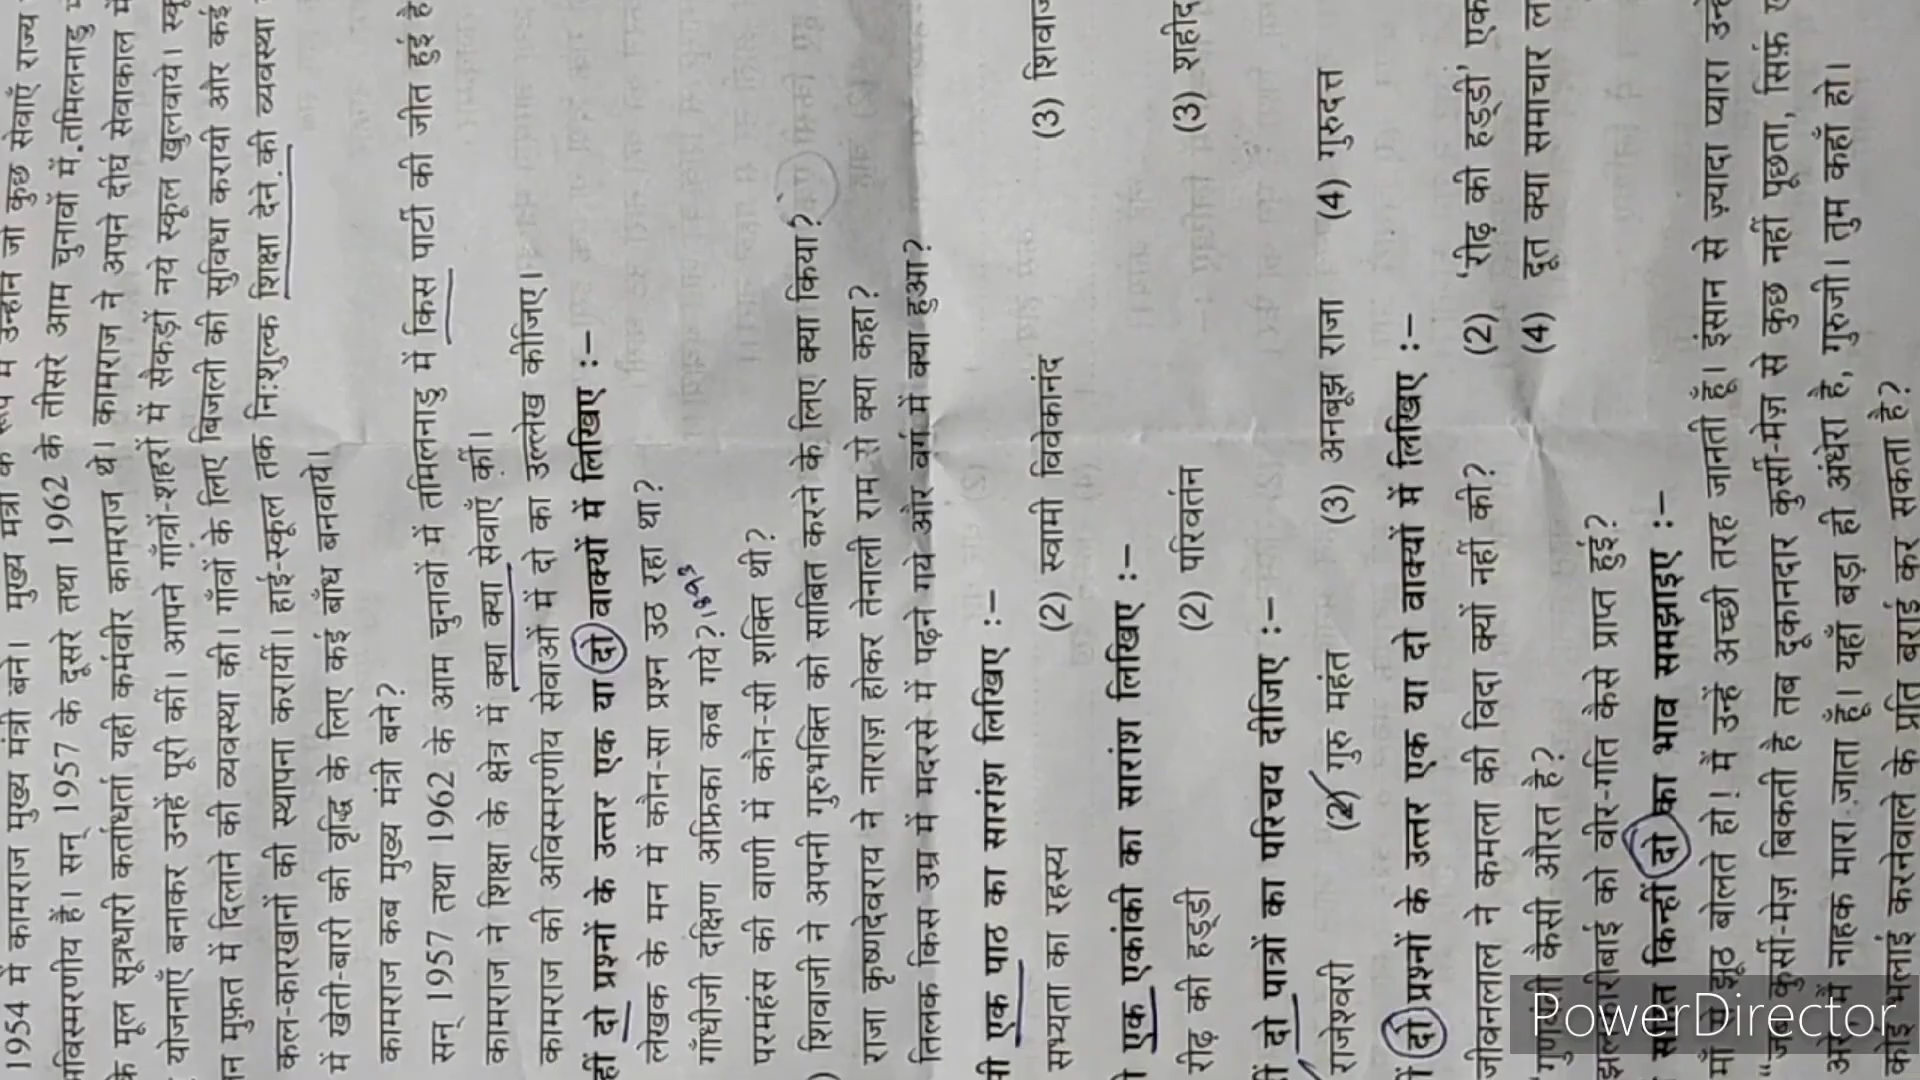 1954 में कामराज मुख्य मंत्री बने। मुख्य मंत्री के रूप में उन्होंने जो कुछ सेवाएँ राज्य
अविस्मरणीय हैं। सन् 1957 के दूसरे तथा 1962 के तीसरे आम चुनावों में तमिलनाडु
के मूल सूत्रधारी कर्ताधर्ता यही कर्मवीर कामराज थे। कामराज ने अपने दीर्घ सेवाकाल में
योजनाएँ बनाकर उन्हें पूरी कीं। आपने गाँवों-शहरों में सैकड़ों नये स्कूल खुलवाये।
मुफ़्त में दिलाने की व्यवस्था की। गाँवों के लिए बिजली की सुविधा करायी और कई
कल-कारखानों की स्थापना करायीं। हाई-स्कूल तक निःशुल्क शिक्षा देने की व्यवस्था
में खेती-बारी की वृद्धि के लिए कई बाँध बनवाये।
कामराज कब मुख्य मंत्री बने?
सन् 1957 तथा 1962 के आम चुनावों में तमिलनाडु में किस पार्टी की जीत हुई है
कामराज ने शिक्षा के क्षेत्र में क्या क्या सेवाएँ कीं।
कामराज की अविस्मरणीय सेवाओं में दो का उल्लेख कीजिए।
दो प्रश्नों के उत्तर एक या दो वाक्यों में लिखिए :–
लेखक के मन में कौन-सा प्रश्न उठ रहा था?
गाँधीजी दक्षिण अफ्रिका कब गये? 1893
परमहंस की वाणी में कौन-सी शक्ति थी?
शिवाजी ने अपनी गुरुभक्ति को साबित करने के लिए क्या किया?
राजा कृष्णदेवराय ने नाराज़ होकर तेनाली राम से क्या कहा?
तिलक किस उम्र में मदरसे में पढ़ने गये और वर्ग में क्या हुआ?
एक पाठ का सारांश लिखिए :–
सभ्यता का रहस्य (2) स्वामी विवेकानंद (3) शिवाज
एक एकांकी का सारांश लिखिए :–
रीढ़ की हड्डी (2) परिवर्तन (3) शहीद
दो पात्रों का परिचय दीजिए :–
राजेश्वरी (2) गुरु महंत (3) अनबूझ राजा (4) गुरुदत्त
दो प्रश्नों के उत्तर एक या दो वाक्यों में लिखिए :–
जीवनलाल ने कमला की विदा क्यों नहीं की? (2) 'रीढ़ की हड्डी' एक
गुणवती कैसी औरत है? (4) दूत क्या समाचार
झलकारीबाई को वीर-गति कैसे प्राप्त हुई?
किन्हीं दो का भाव समझाइए :–
माँ से झूठ बोलते हो! मैं उन्हें अच्छी तरह जानती हूँ। इंसान से ज़्यादा प्यारा उन्हें
"जब कुर्सी-मेज़ बिकती है तब दूकानदार कुर्सी-मेज़ से कुछ नहीं पूछता, सिर्फ़
अरे मैं नाहक मारा जाता हूँ। यहाँ बड़ा ही अंधेरा है, गुरुजी। तुम कहाँ हो।
कोई भलाई करनेवाले के प्रति बुराई कर सकता है?
PowerDirector